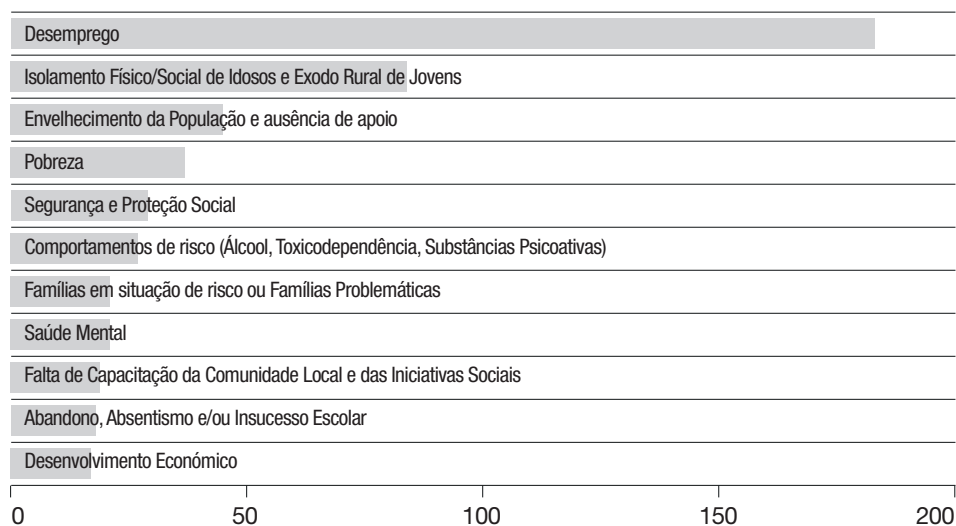 Desemprego
Isolamento Físico/Social de Idosos e Exodo Rural de Jovens
Envelhecimento da População e ausência de apoio
Pobreza
Segurança e Proteção Social
Comportamentos de risco (Álcool, Toxicodependência, Substâncias Psicoativas)
Famílias em situação de risco ou Famílias Problemáticas
Saúde Mental
Falta de Capacitação da Comunidade Local e das Iniciativas Sociais
Abandono, Absentismo e/ou Insucesso Escolar
Desenvolvimento Económico
0 50 100 150 200